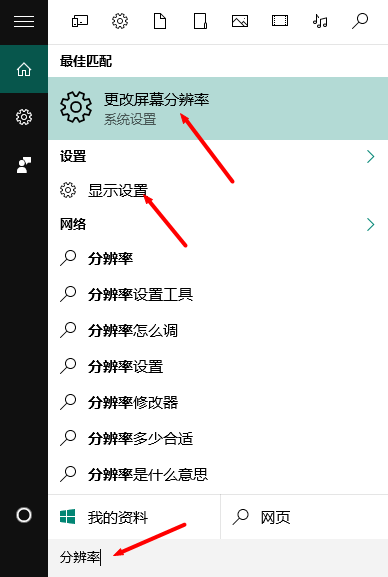 最佳匹配
更改屏幕分辨率
系统设置
设置
显示设置
网络
分辨率
分辨率设置工具
分辨率怎么调
分辨率设置
分辨率修改器
分辨率多少合适
分辨率是什么意思
我的资料 网页
分辨率